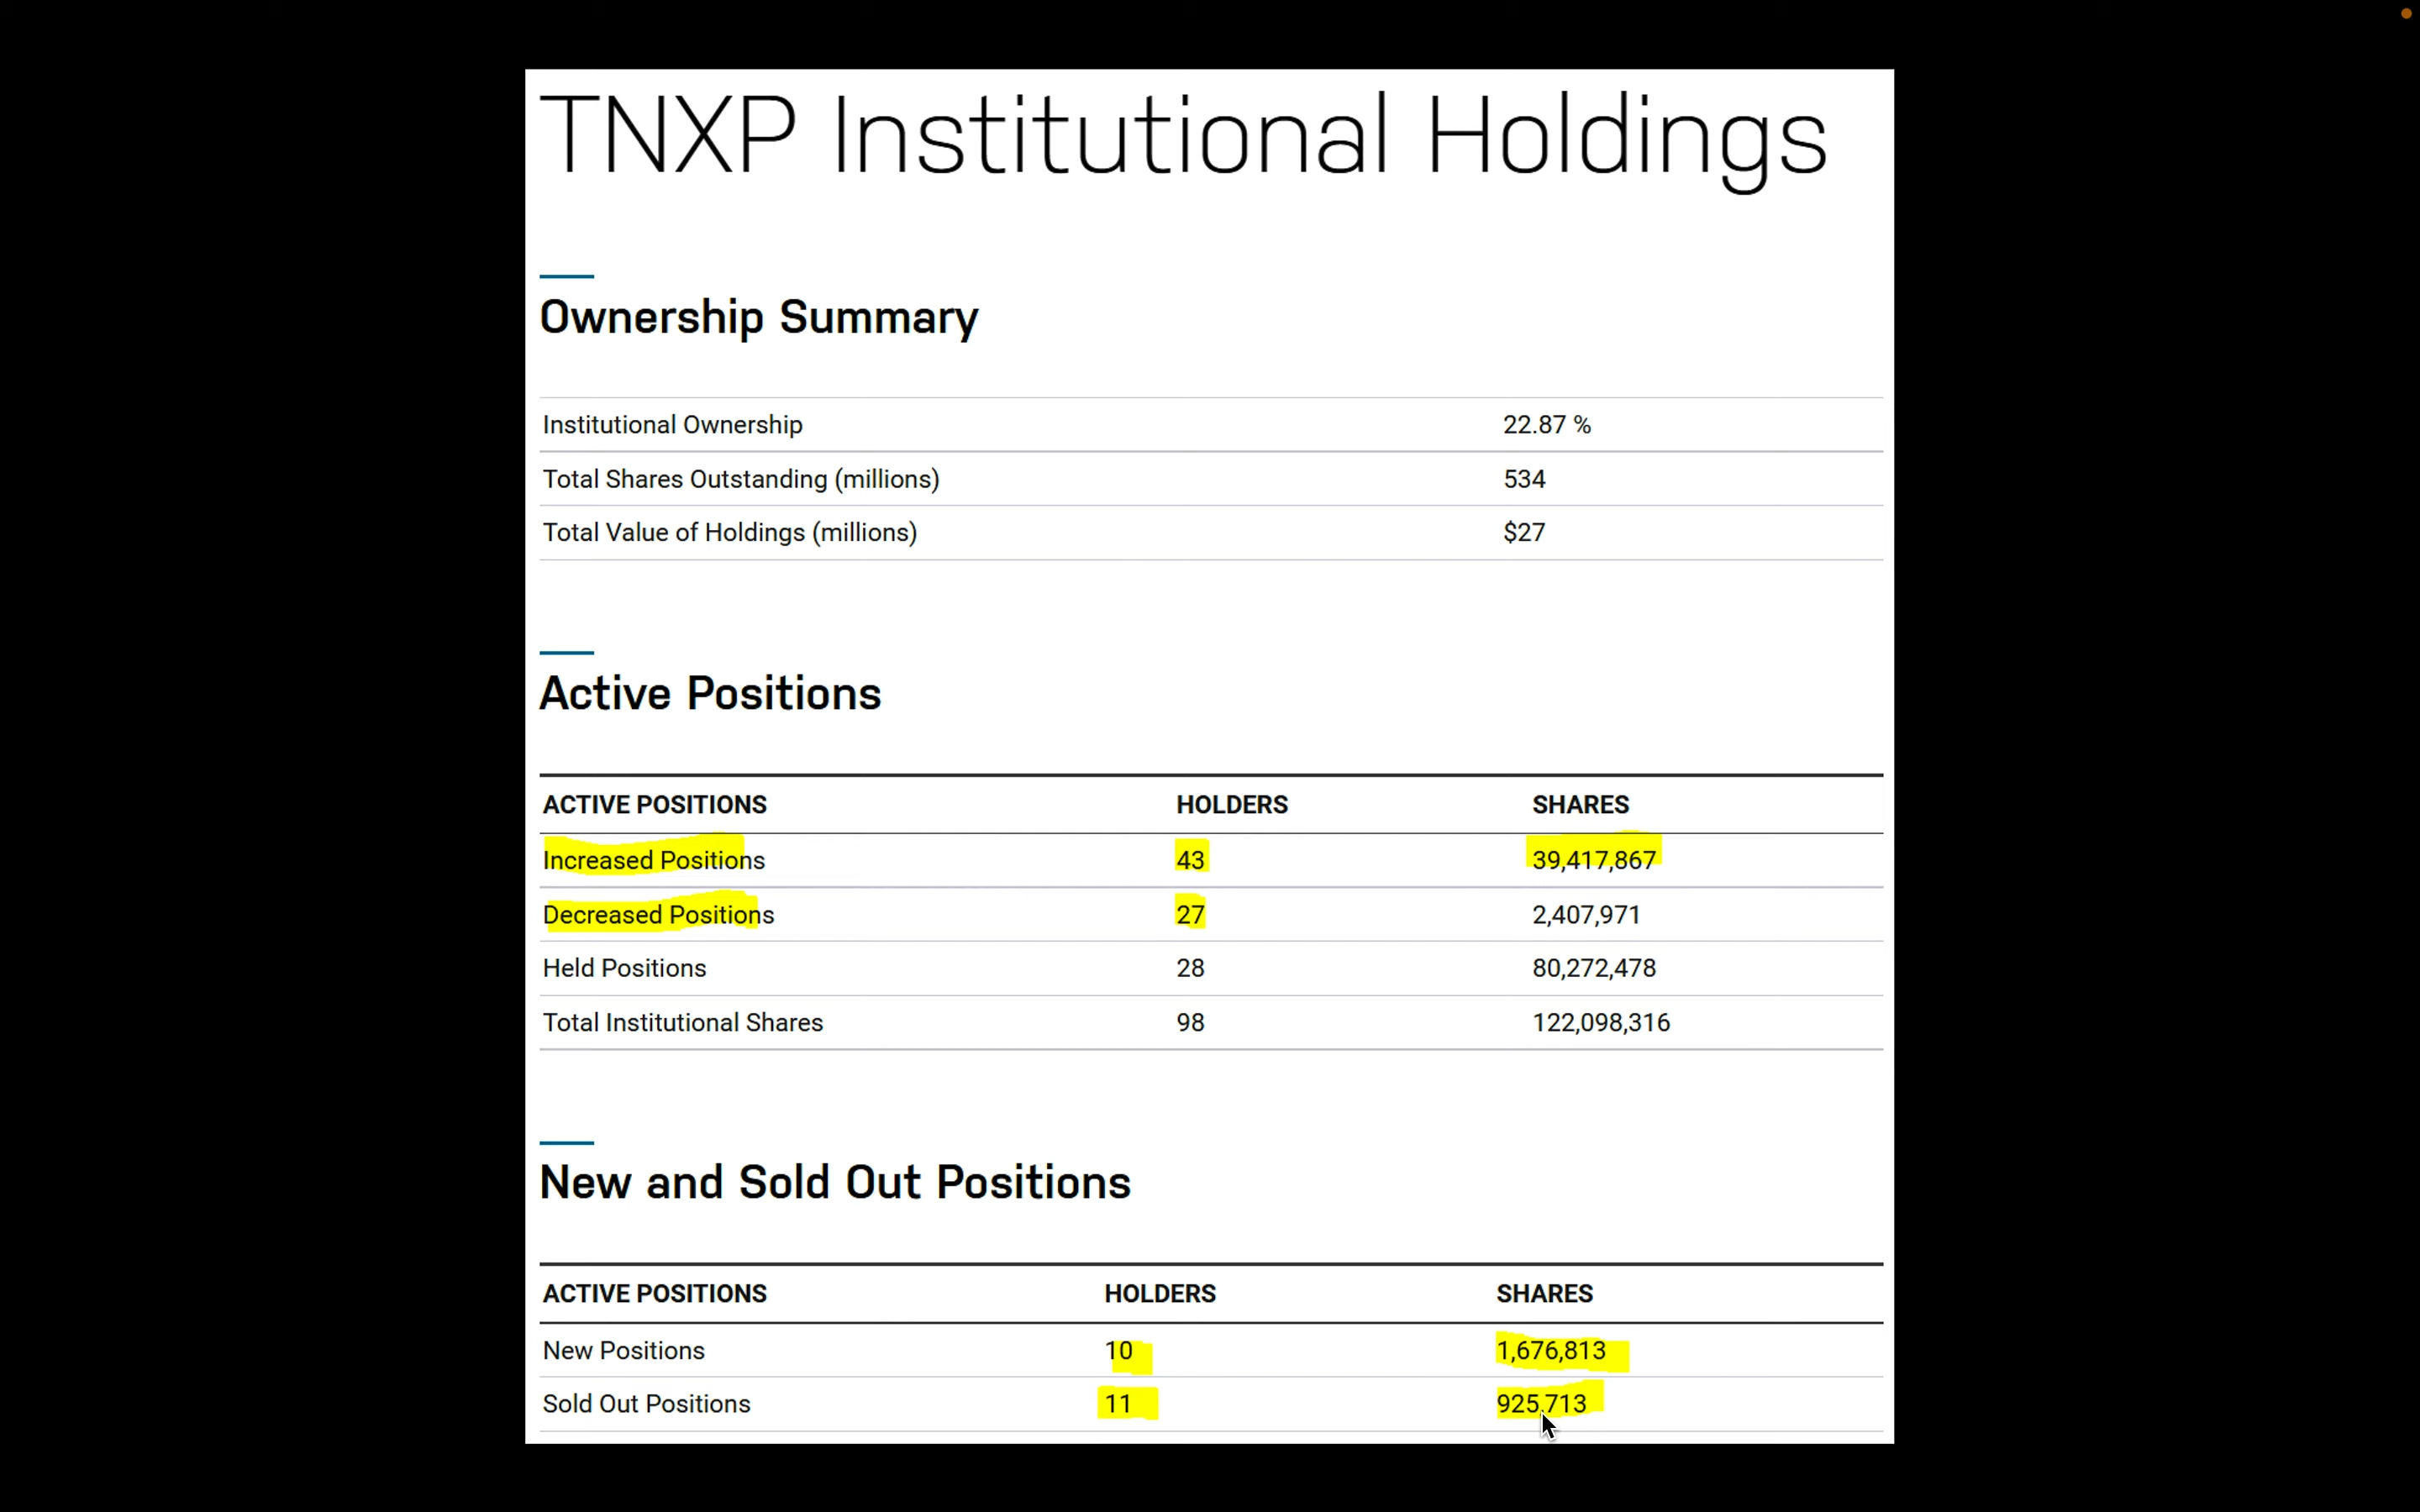 TNXP Institutional Holdings
Ownership Summary
Institutional Ownership 22.87 %
Total Shares Outstanding (millions) 534
Total Value of Holdings (millions) $27
Active Positions
ACTIVE POSITIONS HOLDERS SHARES
Increased Positions 43 39,417,867
Decreased Positions 27 2,407,971
Held Positions 28 80,272,478
Total Institutional Shares 98 122,098,316
New and Sold Out Positions
ACTIVE POSITIONS HOLDERS SHARES
New Positions 10 1,676,813
Sold Out Positions 11 925,713